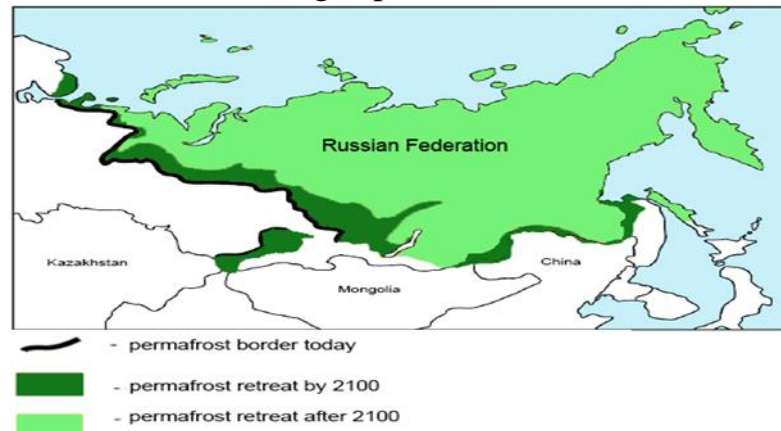 Russian Federation
Kazakhstan
China
Mongolia
- permafrost border today
- permafrost retreat by 2100
- permafrost retreat after 2100